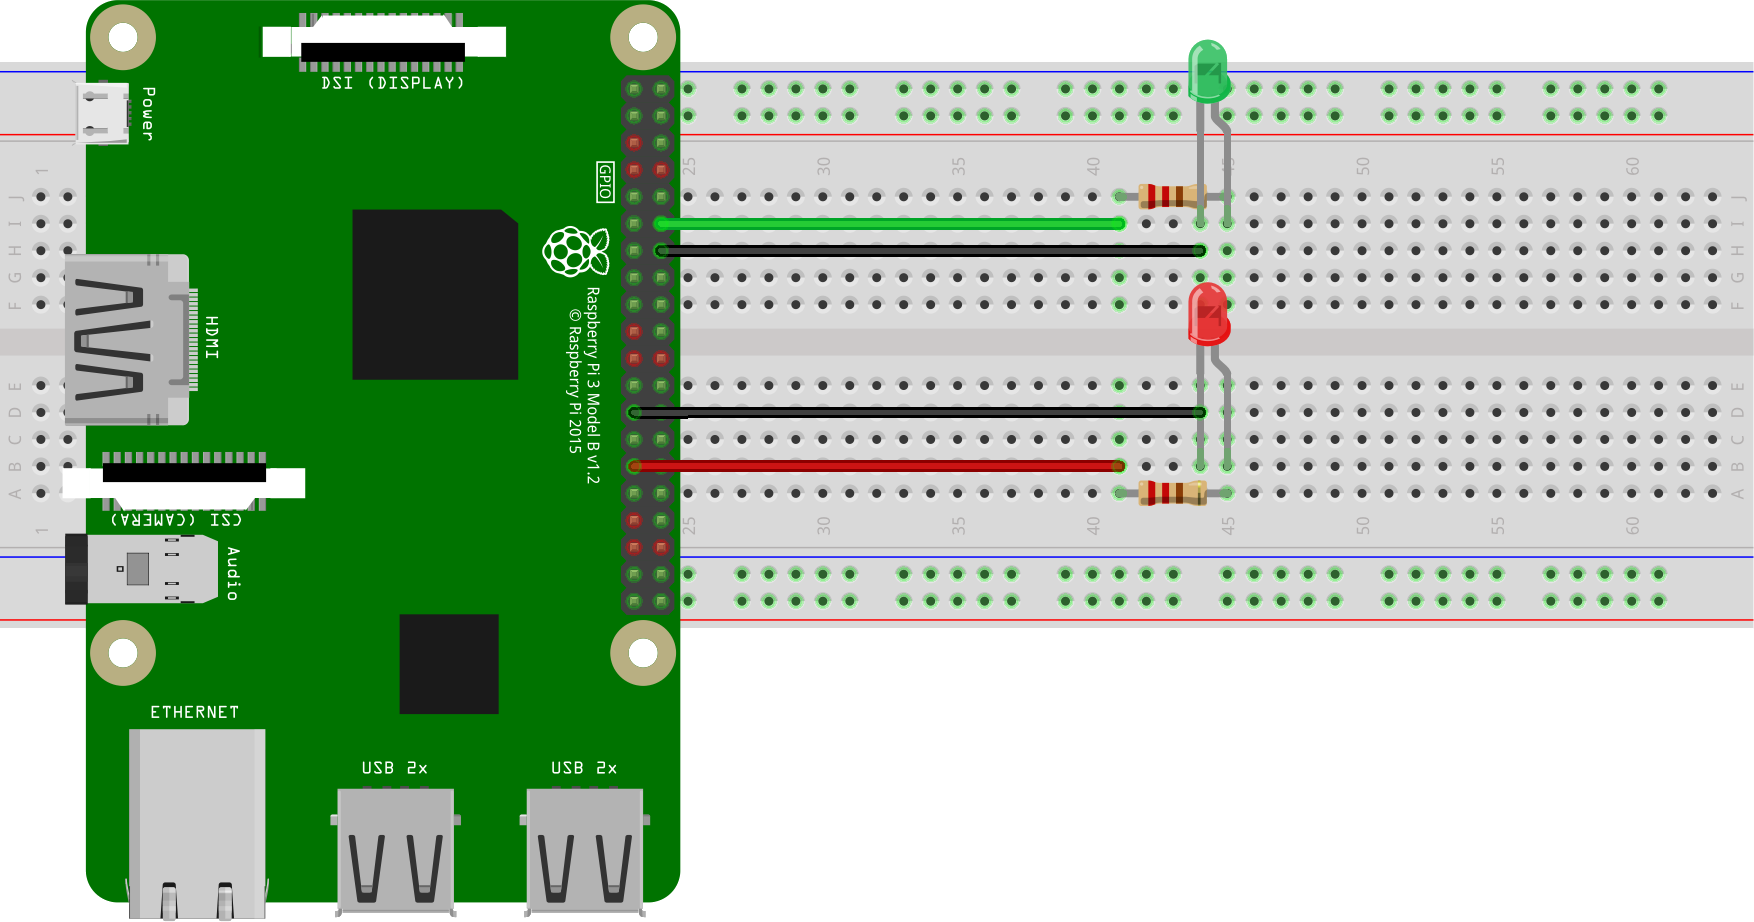 DSI (DISPLAY)
Power
1
25
30
35
40
45
50
55
60
J
I
H
G
F
J
I
H
G
F
GPIO
HDMI
Raspberry Pi 3 Model B v1.2
© Raspberry Pi 2015
E
D
C
B
A
E
D
C
B
A
CSI (CAMERA)
1
25
30
35
40
45
50
55
60
Audio
ETHERNET
USB 2x
USB 2x